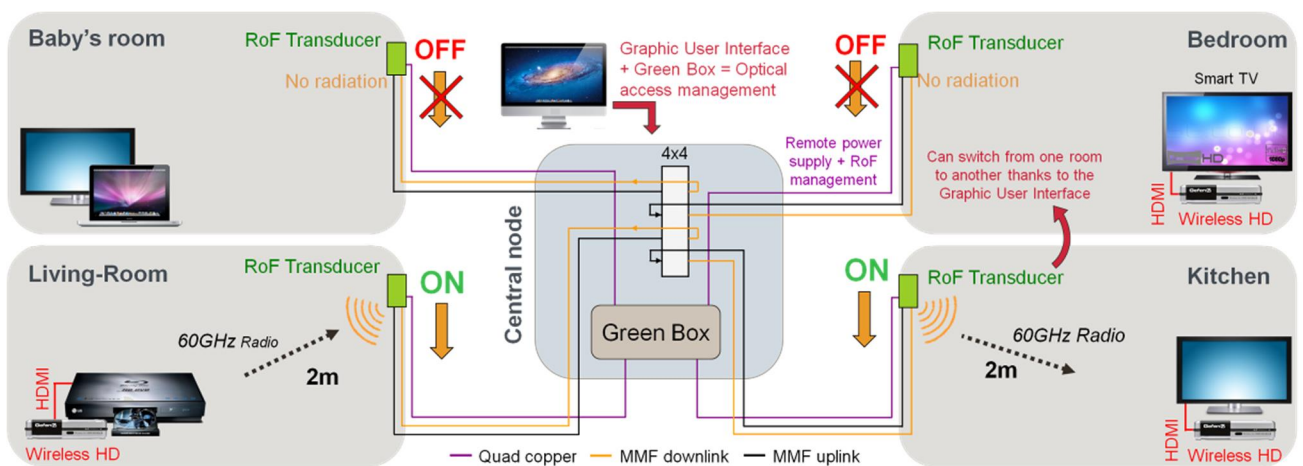 Baby's room
RoF Transducer
OFF
No radiation
Graphic User Interface
+ Green Box = Optical
access management
OFF
RoF Transducer
No radiation
Bedroom
Smart TV
HDMI
Wireless HD
4x4
Remote power
supply + RoF
management
Can switch from one room
to another thanks to the
Graphic User Interface
Central node
Green Box
Living-Room
RoF Transducer
ON
60GHz Radio
2m
HDMI
Wireless HD
ON
RoF Transducer
Kitchen
60GHz Radio
2m
HDMI
Wireless HD
Quad copper
MMF downlink
MMF uplink